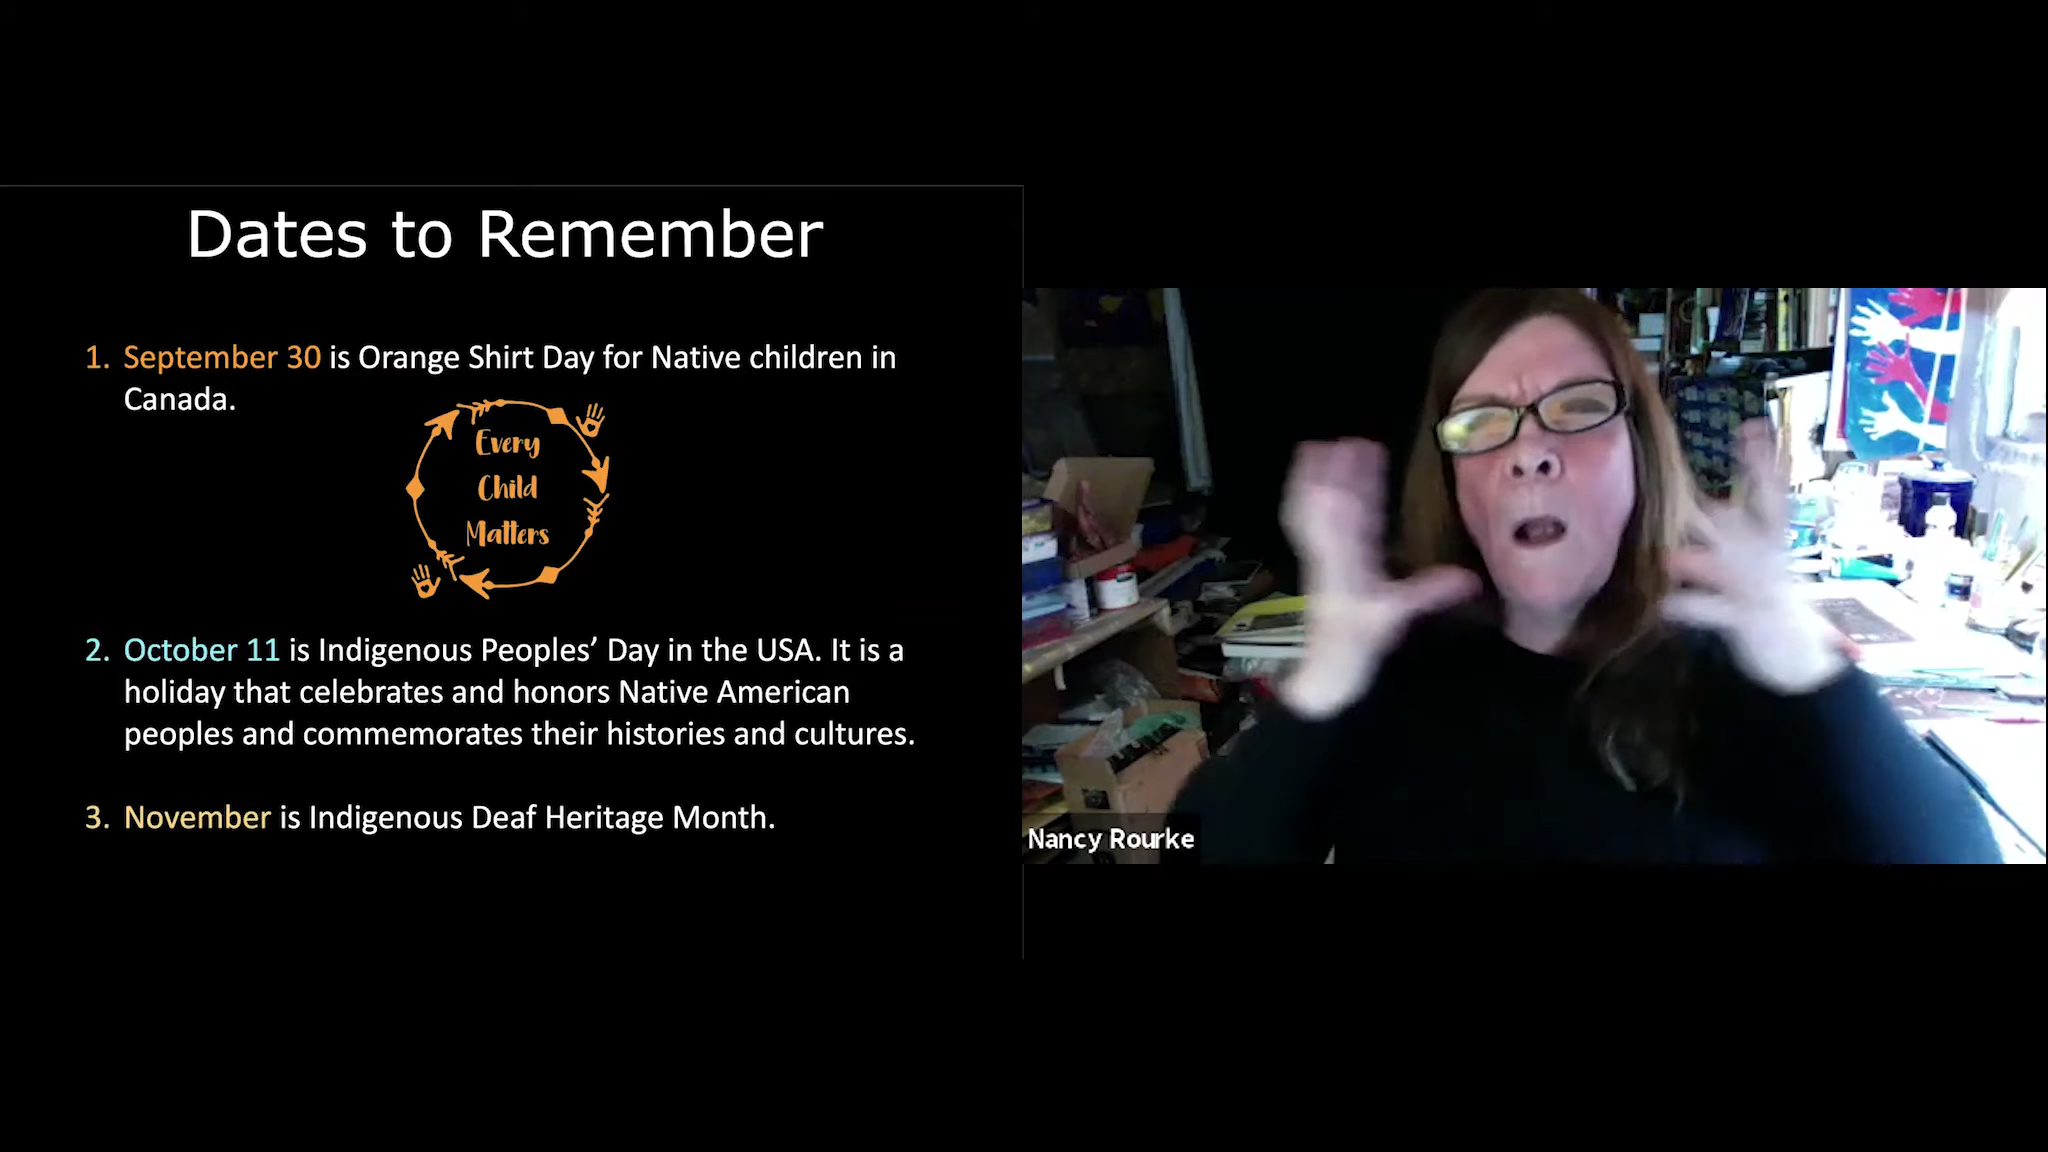 Dates to Remember
1. September 30 is Orange Shirt Day for Native children in
Canada.
Every
Child
Matters
2. October 11 is Indigenous Peoples’ Day in the USA. It is a
holiday that celebrates and honors Native American
peoples and commemorates their histories and cultures.
3. November is Indigenous Deaf Heritage Month.
Nancy Rourke